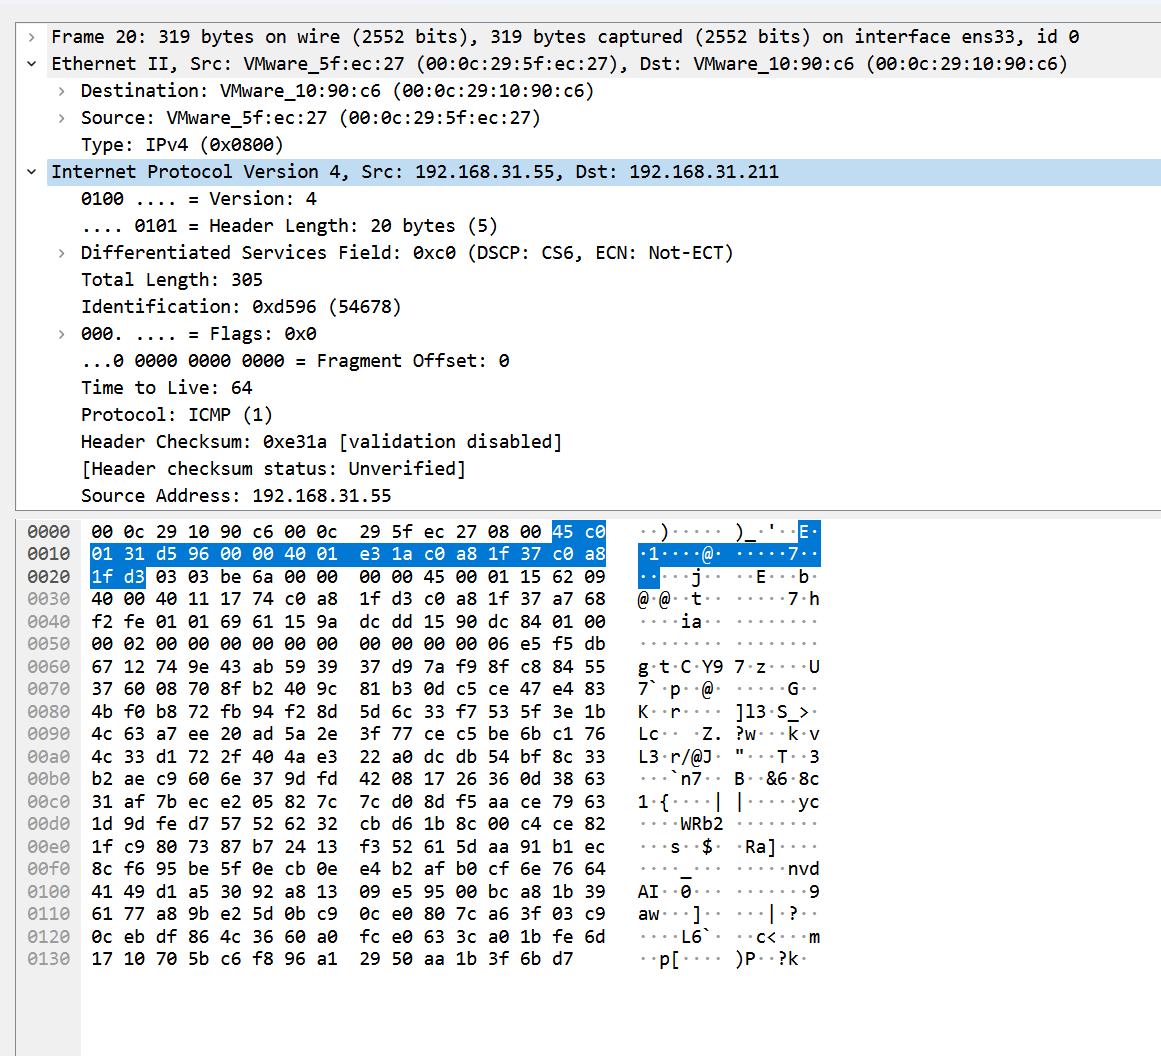 Frame 20: 319 bytes on wire (2552 bits), 319 bytes captured (2552 bits) on interface ens33, id 0
Ethernet II, Src: VMware_5f:ec:27 (00:0c:29:5f:ec:27), Dst: VMware_10:90:c6 (00:0c:29:10:90:c6)
Destination: VMware_10:90:c6 (00:0c:29:10:90:c6)
Source: VMware_5f:ec:27 (00:0c:29:5f:ec:27)
Type: IPv4 (0x0800)
Internet Protocol Version 4, Src: 192.168.31.55, Dst: 192.168.31.211
0100 .... = Version: 4
.... 0101 = Header Length: 20 bytes (5)
Differentiated Services Field: 0xc0 (DSCP: CS6, ECN: Not-ECT)
Total Length: 305
Identification: 0xd596 (54678)
000. .... = Flags: 0x0
...0 0000 0000 0000 = Fragment Offset: 0
Time to Live: 64
Protocol: ICMP (1)
Header Checksum: 0xe31a [validation disabled]
[Header checksum status: Unverified]
Source Address: 192.168.31.55
0000 00 0c 29 10 90 c6 00 0c 29 5f ec 27 08 00 45 c0 ··)····· )_·'··E·
0010 01 31 d5 96 00 00 40 01 e3 1a c0 a8 1f 37 c0 a8 ·1····@· ·····7··
0020 1f d3 03 03 be 6a 00 00 00 00 45 00 01 15 62 09 ·····j·· ··E···b·
0030 40 00 40 11 17 74 c0 a8 1f d3 c0 a8 1f 37 a7 68 @·@··t·· ·····7·h
0040 f2 fe 01 01 69 61 15 9a dc dd 15 90 dc 84 01 00 ····ia·· ········
0050 00 02 00 00 00 00 00 00 00 00 00 00 06 e5 f5 db ········ ········
0060 67 12 74 9e 43 ab 59 39 37 d9 7a f9 8f c8 84 55 g·t·C·Y9 7·z····U
0070 37 60 08 70 8f b2 40 9c 81 b3 0d c5 ce 47 e4 83 7`·p··@· ·····G··
0080 4b f0 b8 72 fb 94 f2 8d 5d 6c 33 f7 53 5f 3e 1b K··r···· ]l3·S_>·
0090 4c 63 a7 ee 20 ad 5a 2e 3f 77 ce c5 be 6b c1 76 Lc·· ·Z. ?w···k·v
00a0 4c 33 d1 72 2f 40 4a e3 22 a0 dc db 54 bf 8c 33 L3·r/@J· "···T··3
00b0 b2 ae c9 60 6e 37 9d fd 42 08 17 26 36 0d 38 63 ···`n7·· B··&6·8c
00c0 31 af 7b ec e2 05 82 7c 7c d0 8d f5 aa ce 79 63 1·{····| |·····yc
00d0 1d 9d fe d7 57 52 62 32 cb d6 1b 8c 00 c4 ce 82 ····WRb2 ········
00e0 1f c9 80 73 87 b7 24 13 f3 52 61 5d aa 91 b1 ec ···s··$· ·Ra]····
00f0 8c f6 95 be 5f 0e cb 0e e4 b2 af b0 cf 6e 76 64 ····_··· ·····nvd
0100 41 49 d1 a5 30 92 a8 13 09 e5 95 00 bc a8 1b 39 AI··0··· ·······9
0110 61 77 a8 9b e2 5d 0b c9 0c e0 80 7c a6 3f 03 c9 aw···]·· ···|·?··
0120 0c eb df 86 4c 36 60 a0 fc e0 63 3c a0 1b fe 6d ····L6`· ··c<···m
0130 17 10 70 5b c6 f8 96 a1 29 50 aa 1b 3f 6b d7 ··p[···· )P··?k·